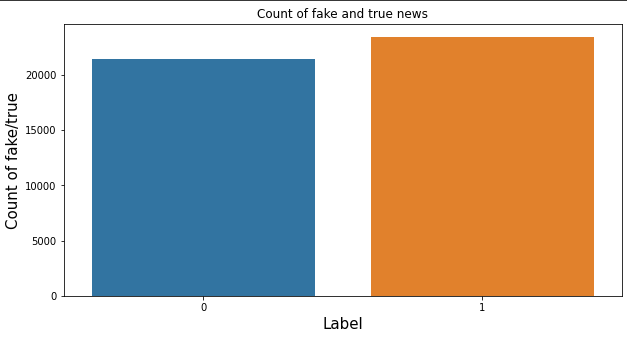 Count of fake and true news
Count of fake/true
20000
15000
10000
5000
0
0 1
Label